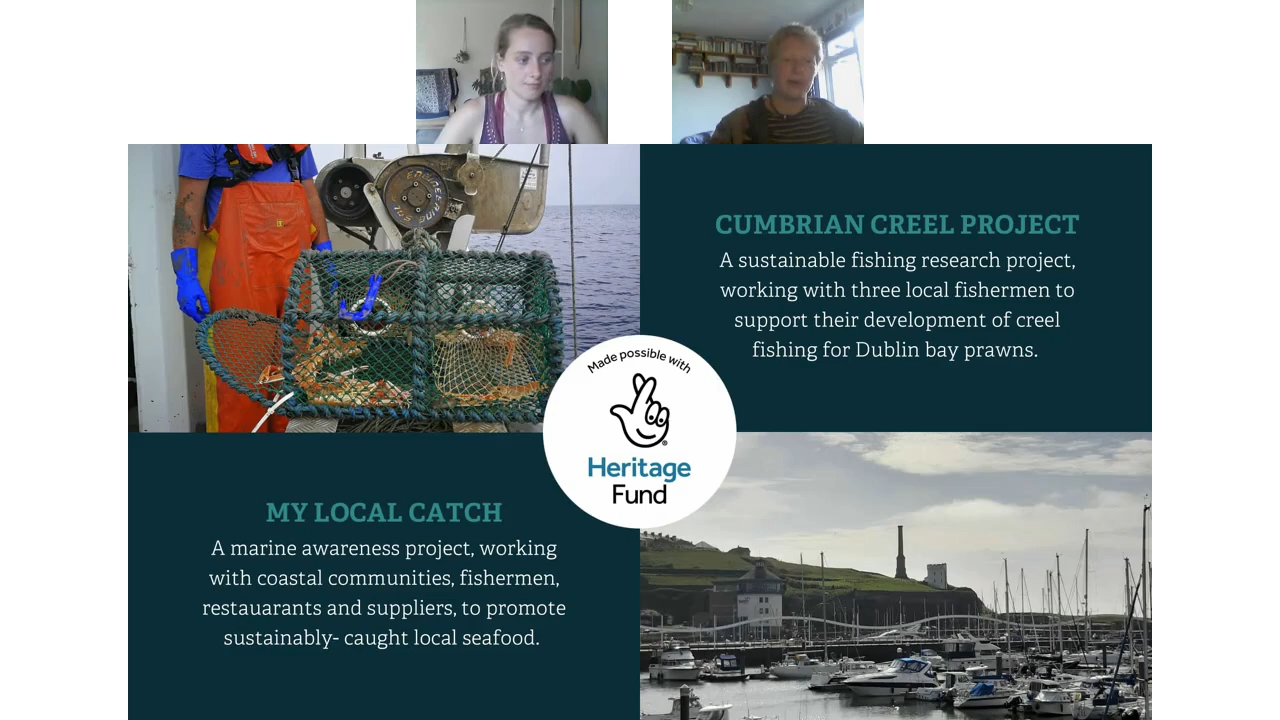 CUMBRIAN CREEL PROJECT
A sustainable fishing research project,
working with three local fishermen to
support their development of creel
fishing for Dublin bay prawns.
Made possible with
Heritage
Fund
MY LOCAL CATCH
A marine awareness project, working
with coastal communities, fishermen,
restauarants and suppliers, to promote
sustainably- caught local seafood.